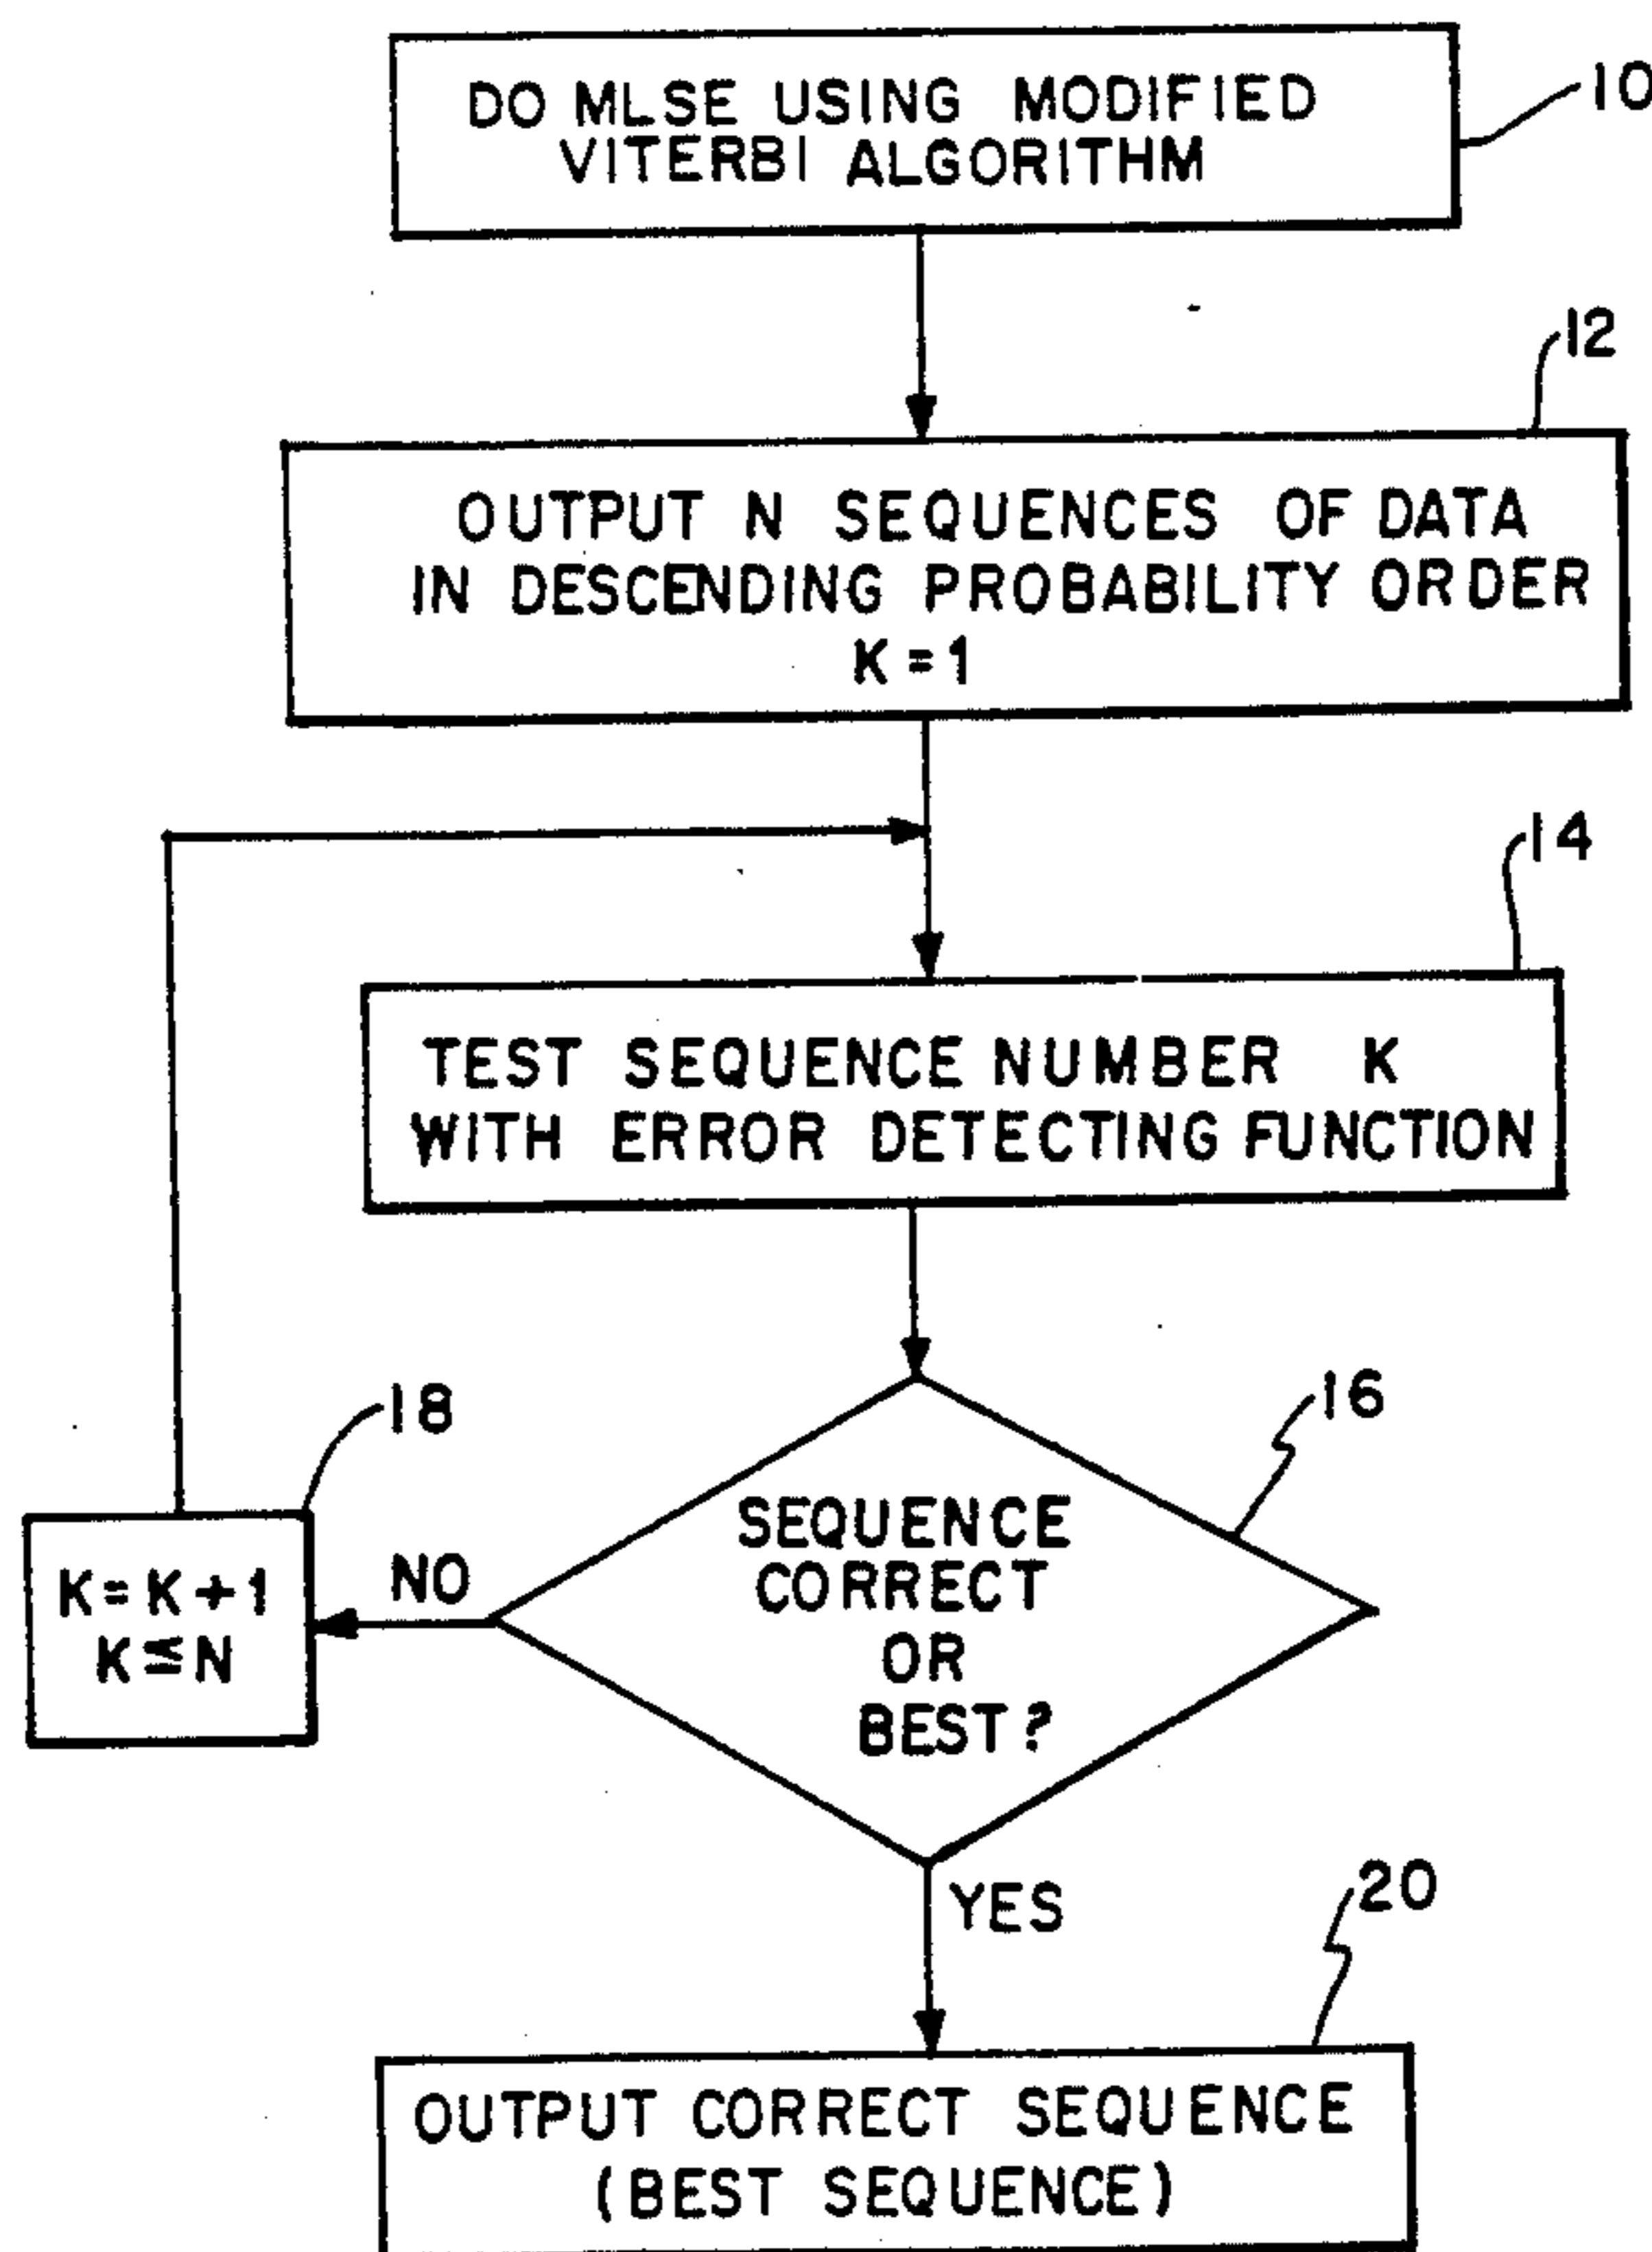 DO MLSE USING MODIFIED
VITERBI ALGORITHM
10
12
OUTPUT N SEQUENCES OF DATA
IN DESCENDING PROBABILITY ORDER
K=1
14
TEST SEQUENCE NUMBER K
WITH ERROR DETECTING FUNCTION
16
18
SEQUENCE
CORRECT
OR
BEST?
NO
K=K+1
K≦N
YES
20
OUTPUT CORRECT SEQUENCE
(BEST SEQUENCE)